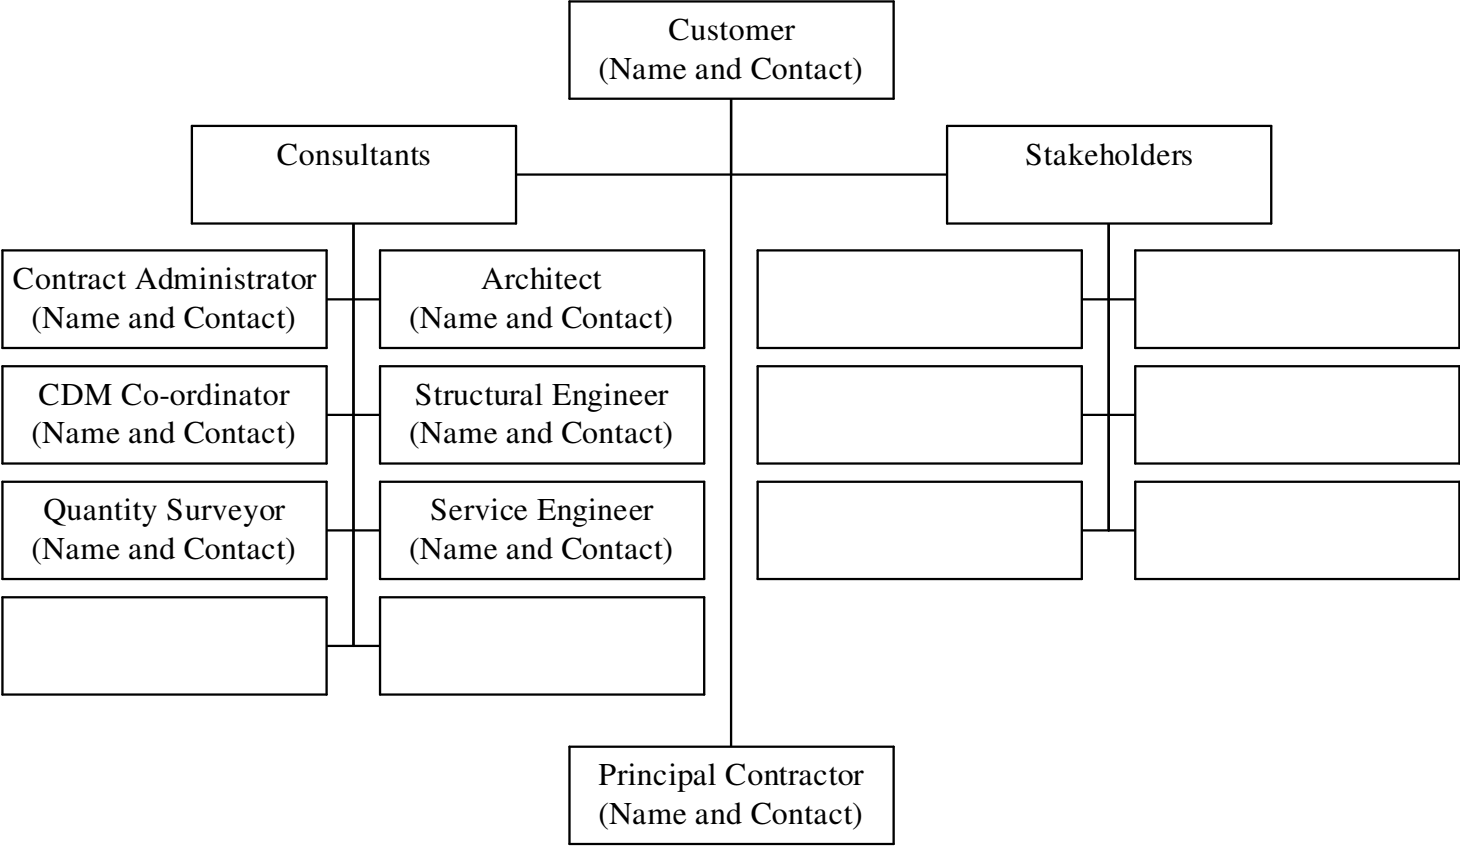 Customer
(Name and Contact)
Consultants
Stakeholders
Contract Administrator
(Name and Contact)
Architect
(Name and Contact)
CDM Co-ordinator
(Name and Contact)
Structural Engineer
(Name and Contact)
Quantity Surveyor
(Name and Contact)
Service Engineer
(Name and Contact)
Principal Contractor
(Name and Contact)